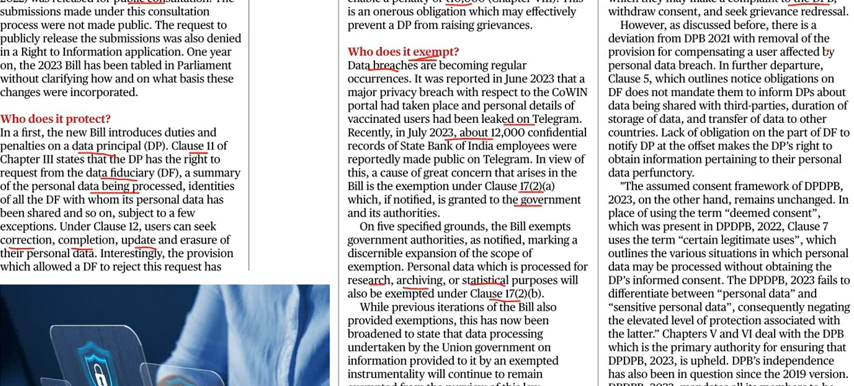 2022) was released for public consultation. The
submissions made under this consultation
process were not made public. The request to
publicly release the submissions was also denied
in a Right to Information application. One year
on, the 2023 Bill has been tabled in Parliament
without clarifying how and on what basis these
changes were incorporated.
Who does it protect?
In a first, the new Bill introduces duties and
penalties on a data principal (DP). Clause 11 of
Chapter III states that the DP has the right to
request from the data fiduciary (DF), a summary
of the personal data being processed, identities
of all the DF with whom its personal data has
been shared and so on, subject to a few
exceptions. Under Clause 12, users can seek
correction, completion, update and erasure of
their personal data. Interestingly, the provision
which allowed a DF to reject this request has
enable a penalty of ₹10,000 (Chapter VIII). This
is an onerous obligation which may effectively
prevent a DP from raising grievances.
Who does it exempt?
Data breaches are becoming regular
occurrences. It was reported in June 2023 that a
major privacy breach with respect to the CoWIN
portal had taken place and personal details of
vaccinated users had been leaked on Telegram.
Recently, in July 2023, about 12,000 confidential
records of State Bank of India employees were
reportedly made public on Telegram. In view of
this, a cause of great concern that arises in the
Bill is the exemption under Clause 17(2)(a)
which, if notified, is granted to the government
and its authorities.
On five specified grounds, the Bill exempts
government authorities, as notified, marking a
discernible expansion of the scope of
exemption. Personal data which is processed for
research, archiving, or statistical purposes will
also be exempted under Clause 17(2)(b).
While previous iterations of the Bill also
provided exemptions, this has now been
broadened to state that data processing
undertaken by the Union government on
information provided to it by an exempted
instrumentality will continue to remain
exempted from the purview of this law.
which they may make a complaint to the DPB,
withdraw consent, and seek grievance redressal.
However, as discussed before, there is a
deviation from DPB 2021 with removal of the
provision for compensating a user affected by
personal data breach. In further departure,
Clause 5, which outlines notice obligations on
DF does not mandate them to inform DPs about
data being shared with third-parties, duration of
storage of data, and transfer of data to other
countries. Lack of obligation on the part of DF to
notify DP at the offset makes the DP's right to
obtain information pertaining to their personal
data perfunctory.
"The assumed consent framework of DPDPB,
2023, on the other hand, remains unchanged. In
place of using the term “deemed consent”,
which was present in DPDPB, 2022, Clause 7
uses the term “certain legitimate uses”, which
outlines the various situations in which personal
data may be processed without obtaining the
DP's informed consent. The DPDPB, 2023 fails to
differentiate between “personal data” and
“sensitive personal data”, consequently negating
the elevated level of protection associated with
the latter.” Chapters V and VI deal with the DPB
which is the primary authority for ensuring that
DPDPB, 2023, is upheld. DPB's independence
has also been in question since the 2019 version.